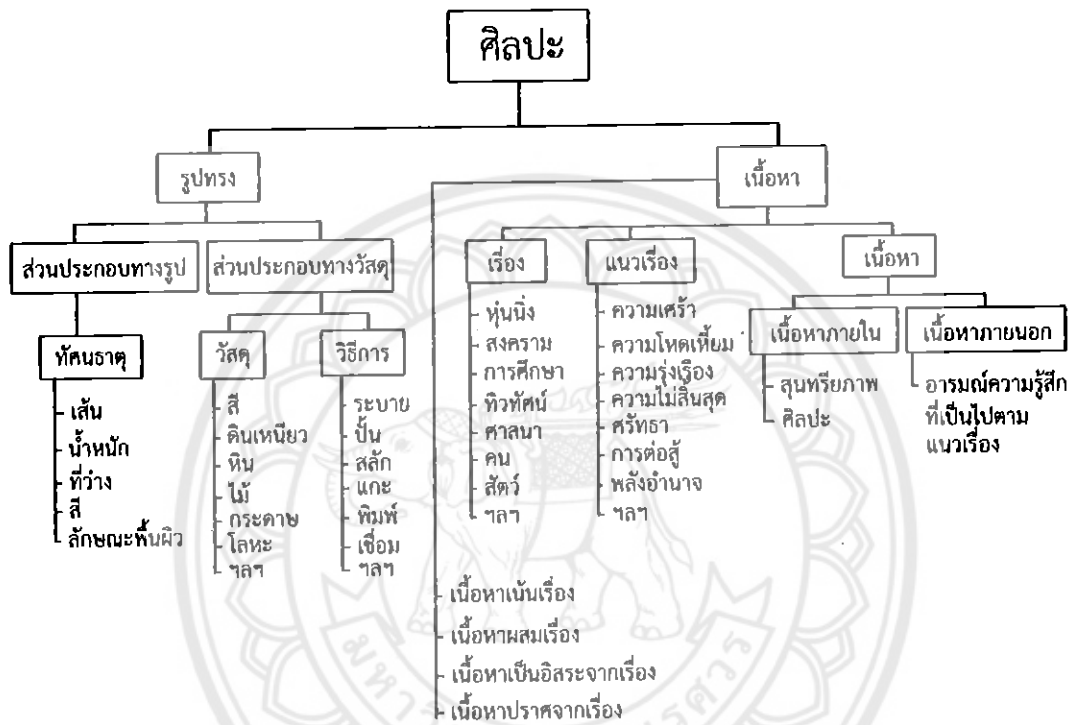 ศิลปะ
รูปทรง
เนื้อหา
ส่วนประกอบทางรูป
ส่วนประกอบทางวัสดุ
เรื่อง
แนวเรื่อง
เนื้อหา
ทัศนธาตุ
เส้น
น้ำหนัก
ที่ว่าง
สี
ลักษณะพื้นผิว
วัสดุ
สี
ดินเหนียว
หิน
ไม้
กระดาษ
โลหะ
ฯลฯ
วิธีการ
ระบาย
ปั้น
สลัก
แกะ
พิมพ์
เชื่อม
ฯลฯ
หุ่นนิ่ง
สงคราม
การศึกษา
ทิวทัศน์
ศาสนา
คน
สัตว์
ฯลฯ
ความเศร้า
ความโหดเหี้ยม
ความรุ่งเรือง
ความไม่สิ้นสุด
ศรัทธา
การต่อสู้
พลังอำนาจ
ฯลฯ
เนื้อหาภายใน
สุนทรียภาพ
ศิลปะ
เนื้อหาภายนอก
อารมณ์ความรู้สึก
ที่เป็นไปตาม
แนวเรื่อง
เนื้อหาเน้นเรื่อง
เนื้อหาผสมเรื่อง
เนื้อหาเป็นอิสระจากเรื่อง
เนื้อหาปราศจากเรื่อง